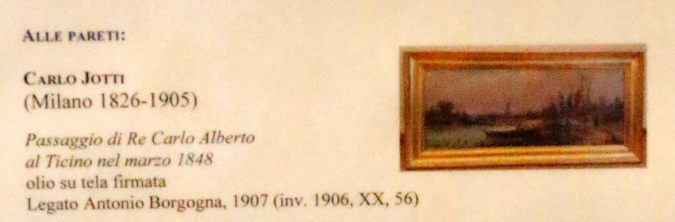 ALLE PARETI:
CARLO JOTTI
(Milano 1826-1905)
Passaggio di Re Carlo Alberto
al Ticino nel marzo 1848
olio su tela firmata
Legato Antonio Borgogna, 1907 (inv. 1906, XX, 56)